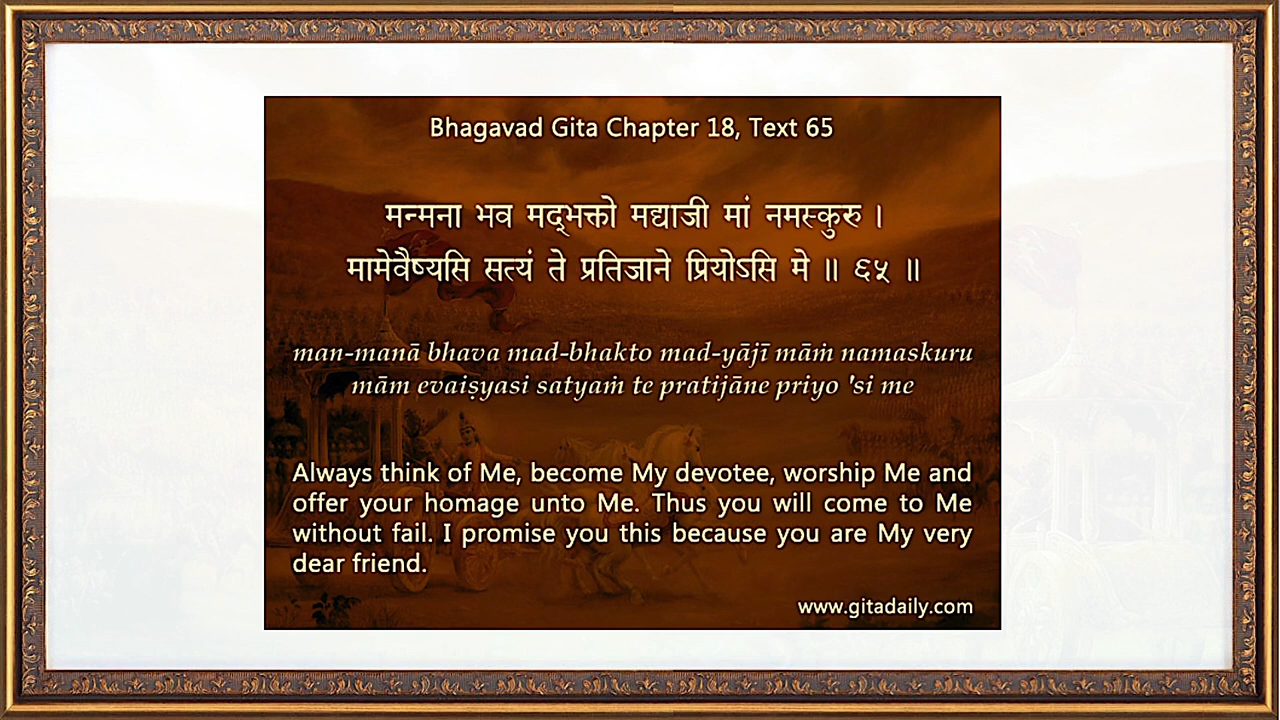 Bhagavad Gita Chapter 18, Text 65
मन्मना भव मद्भक्तो मद्याजी मां नमस्कुरु ।
मामेवैष्यसि सत्यं ते प्रतिजाने प्रियोऽसि मे ॥ ६५ ॥
man-manā bhava mad-bhakto mad-yājī māṁ namaskuru
mām evaiṣyasi satyaṁ te pratijāne priyo 'si me
Always think of Me, become My devotee, worship Me and
offer your homage unto Me. Thus you will come to Me
without fail. I promise you this because you are My very
dear friend.
www.gitadaily.com